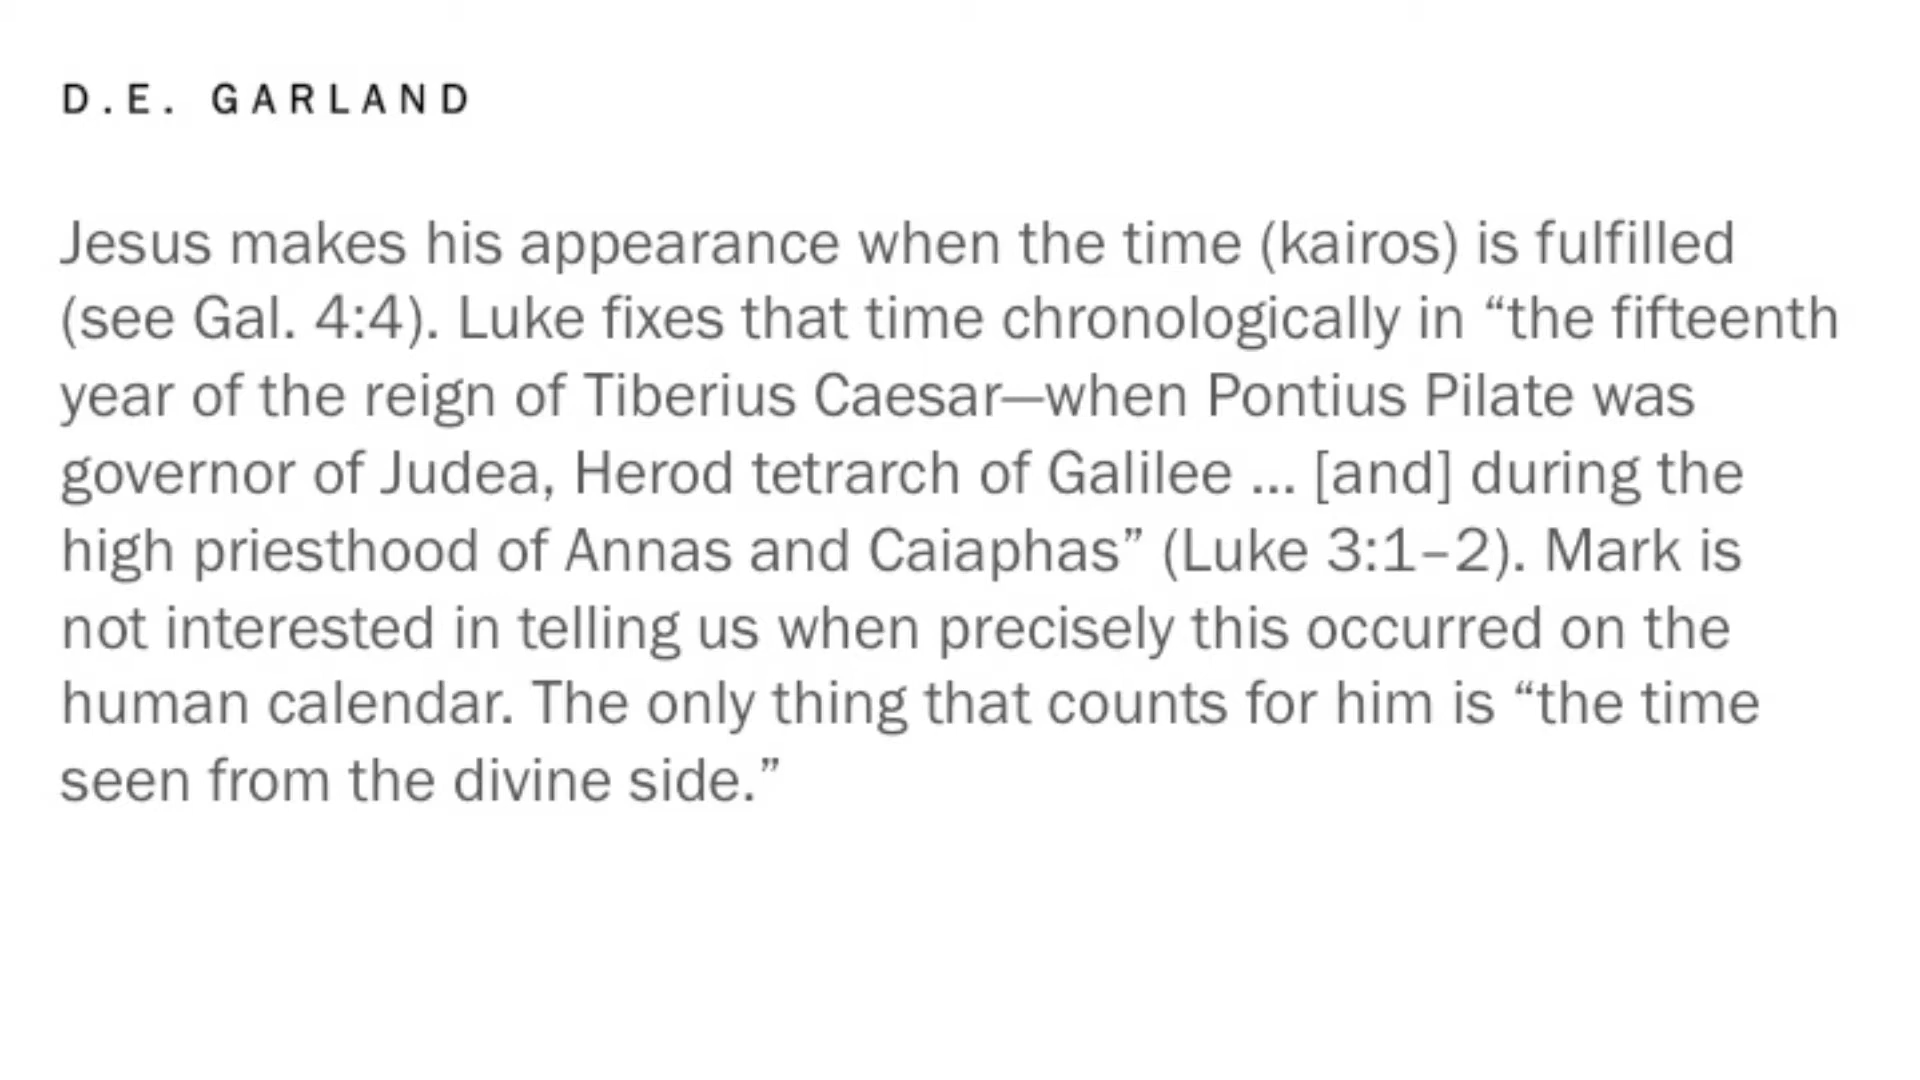 D.E. GARLAND
Jesus makes his appearance when the time (kairos) is fulfilled
(see Gal. 4:4). Luke fixes that time chronologically in “the fifteenth
year of the reign of Tiberius Caesar—when Pontius Pilate was
governor of Judea, Herod tetrarch of Galilee ... [and] during the
high priesthood of Annas and Caiaphas” (Luke 3:1–2). Mark is
not interested in telling us when precisely this occurred on the
human calendar. The only thing that counts for him is “the time
seen from the divine side.”